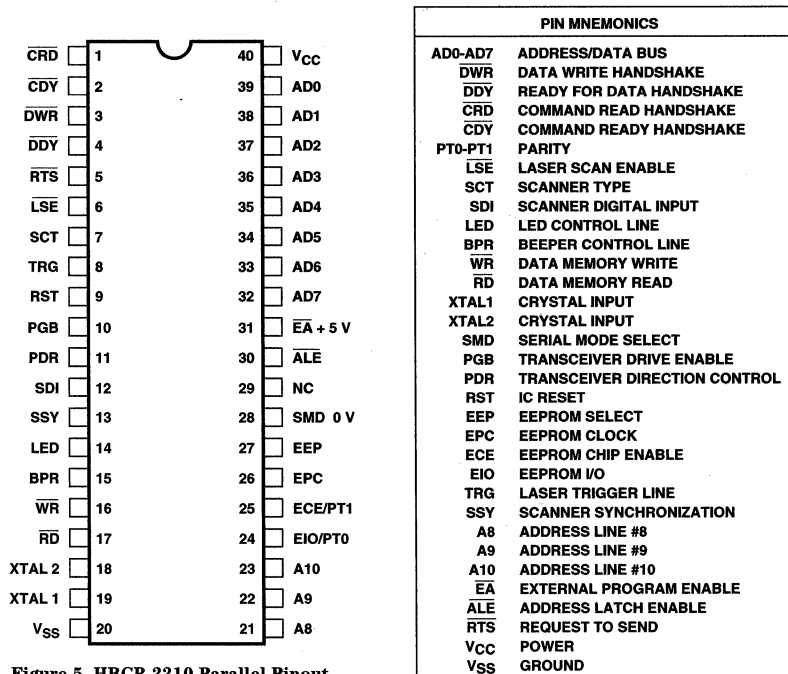 CRD 1 40 VCC
CDY 2 39 AD0
DWR 3 38 AD1
DDY 4 37 AD2
RTS 5 36 AD3
LSE 6 35 AD4
SCT 7 34 AD5
TRG 8 33 AD6
RST 9 32 AD7
PGB 10 31 EA + 5 V
PDR 11 30 ALE
SDI 12 29 NC
SSY 13 28 SMD 0 V
LED 14 27 EEP
BPR 15 26 EPC
WR 16 25 ECE/PT1
RD 17 24 EIO/PT0
XTAL 2 18 23 A10
XTAL 1 19 22 A9
VSS 20 21 A8
Figure 5. HBCR-2210 Parallel Pinout
PIN MNEMONICS
AD0-AD7 ADDRESS/DATA BUS
DWR DATA WRITE HANDSHAKE
DDY READY FOR DATA HANDSHAKE
CRD COMMAND READ HANDSHAKE
CDY COMMAND READY HANDSHAKE
PT0-PT1 PARITY
LSE LASER SCAN ENABLE
SCT SCANNER TYPE
SDI SCANNER DIGITAL INPUT
LED LED CONTROL LINE
BPR BEEPER CONTROL LINE
WR DATA MEMORY WRITE
RD DATA MEMORY READ
XTAL1 CRYSTAL INPUT
XTAL2 CRYSTAL INPUT
SMD SERIAL MODE SELECT
PGB TRANSCEIVER DRIVE ENABLE
PDR TRANSCEIVER DIRECTION CONTROL
RST IC RESET
EEP EEPROM SELECT
EPC EEPROM CLOCK
ECE EEPROM CHIP ENABLE
EIO EEPROM I/O
TRG LASER TRIGGER LINE
SSY SCANNER SYNCHRONIZATION
A8 ADDRESS LINE #8
A9 ADDRESS LINE #9
A10 ADDRESS LINE #10
EA EXTERNAL PROGRAM ENABLE
ALE ADDRESS LATCH ENABLE
RTS REQUEST TO SEND
VCC POWER
VSS GROUND